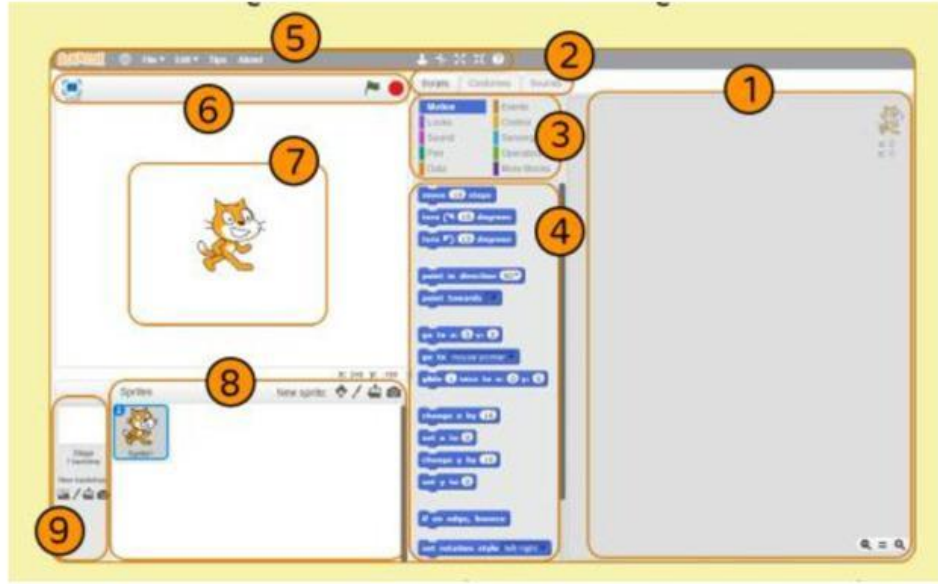 5
File Edit Tips About
2
1
Scripts Costumes Sounds
6
Motion Events
Looks Control
Sound Sensing
Pen Operators
Data More Blocks
3
7
4
move 10 steps
turn 15 degrees
turn 15 degrees
point in direction 90
point towards
go to x: 0 y: 0
go to mouse-pointer
glide 1 secs to x: 0 y: 0
change x by 10
set x to 0
change y by 10
set y to 0
if on edge, bounce
set rotation style left-right
8
Sprites New sprite:
Sprite1
Stage
1 backdrop
New backdrop
9